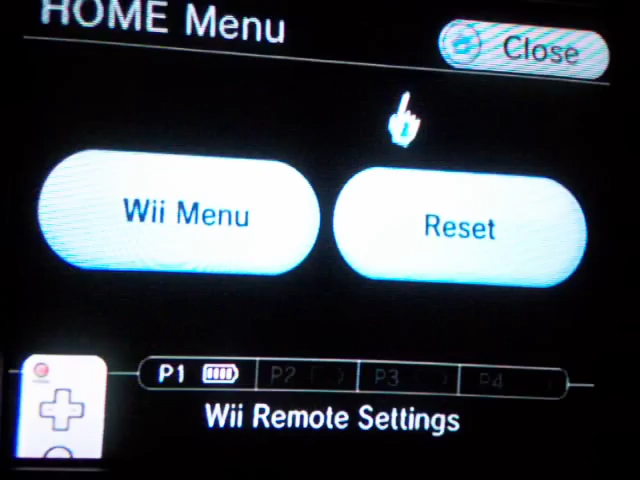 HOME Menu
Close
Wii Menu
Reset
P1 P2 P3 P4
Wii Remote Settings